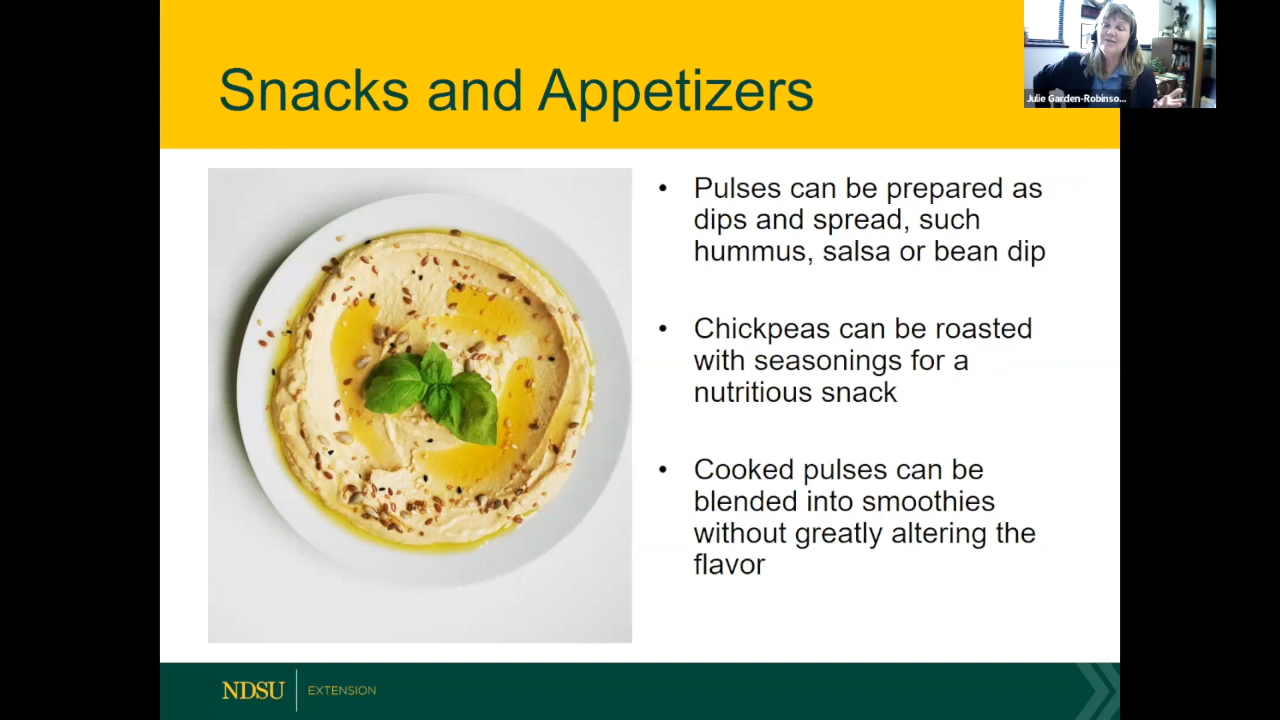 Snacks and Appetizers
Julie Garden-Robinso...
• Pulses can be prepared as
dips and spread, such
hummus, salsa or bean dip
• Chickpeas can be roasted
with seasonings for a
nutritious snack
• Cooked pulses can be
blended into smoothies
without greatly altering the
flavor
NDSU EXTENSION